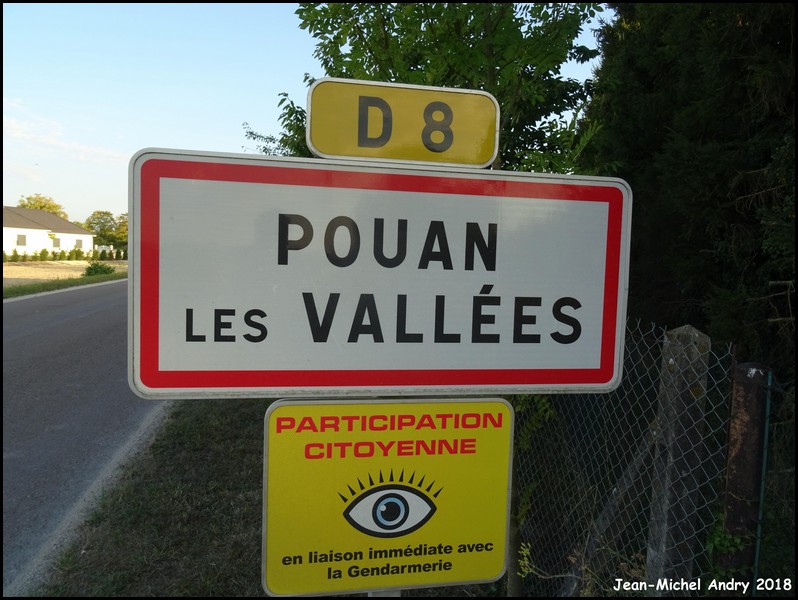 D 8
POUAN
LES VALLÉES
PARTICIPATION
CITOYENNE
en liaison immédiate avec
la Gendarmerie
Jean-Michel Andry 2018